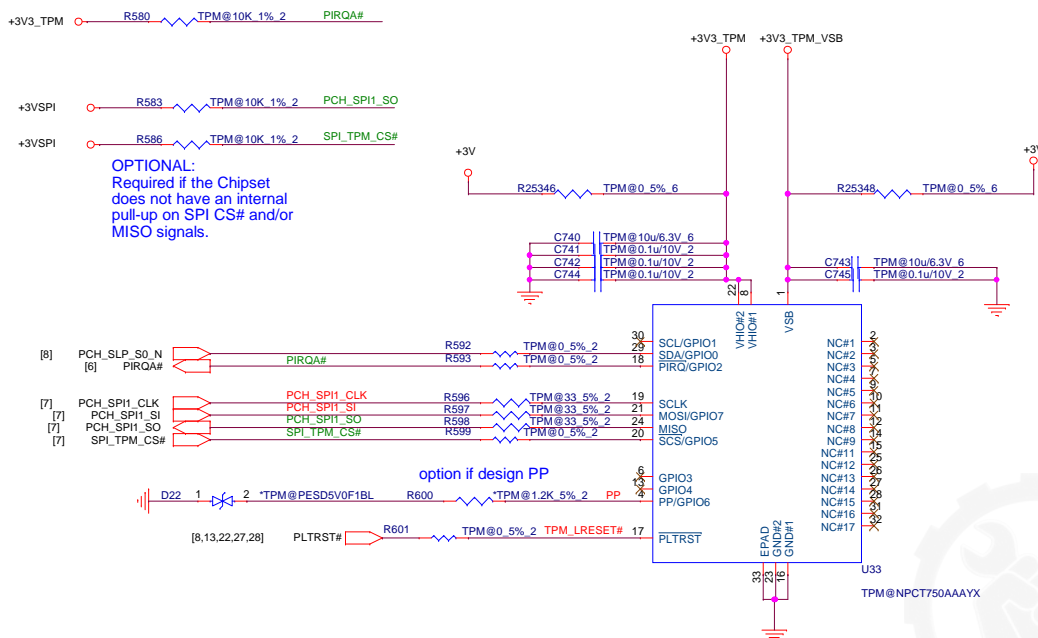 +3V3_TPM R580 TPM@10K_1%_2 PIRQA#
+3VSPI R583 TPM@10K_1%_2 PCH_SPI1_SO
+3VSPI R586 TPM@10K_1%_2 SPI_TPM_CS#
OPTIONAL:
Required if the Chipset
does not have an internal
pull-up on SPI CS# and/or
MISO signals.
+3V3_TPM +3V3_TPM_VSB
+3V
R25346 TPM@0_5%_6
R25348 TPM@0_5%_6
C740 TPM@10u/6.3V_6
C741 TPM@0.1u/10V_2
C742 TPM@0.1u/10V_2
C744 TPM@0.1u/10V_2
C743 TPM@10u/6.3V_6
C745 TPM@0.1u/10V_2
22 8 1
VHIO#2 VHIO#1 VSB
30 SCL/GPIO1
[8] PCH_SLP_S0_N R592 TPM@0_5%_2 29 SDA/GPIO0
[6] PIRQA# PIRQA# R593 TPM@0_5%_2 18 PIRQ/GPIO2
[7] PCH_SPI1_CLK PCH_SPI1_CLK R596 TPM@33_5%_2 19 SCLK
[7] PCH_SPI1_SI PCH_SPI1_SI R597 TPM@33_5%_2 21 MOSI/GPIO7
[7] PCH_SPI1_SO PCH_SPI1_SO R598 TPM@33_5%_2 24 MISO
[7] SPI_TPM_CS# SPI_TPM_CS# R599 TPM@0_5%_2 20 SCS/GPIO5
option if design PP
6 GPIO3
13 GPIO4
D22 1 2 *TPM@PESD5V0F1BL R600 *TPM@1.2K_5%_2 PP 4 PP/GPIO6
[8,13,22,27,28] PLTRST# R601 TPM@0_5%_2 TPM_LRESET# 17 PLTRST
NC#1 2
NC#2 3
NC#3 5
NC#4 7
NC#5 9
NC#6 10
NC#7 11
NC#8 12
NC#9 14
NC#11 15
NC#12 25
NC#13 26
NC#14 27
NC#15 28
NC#16 31
NC#17 32
EPAD GND#2 GND#1
33 23 16
U33
TPM@NPCT750AAAYX